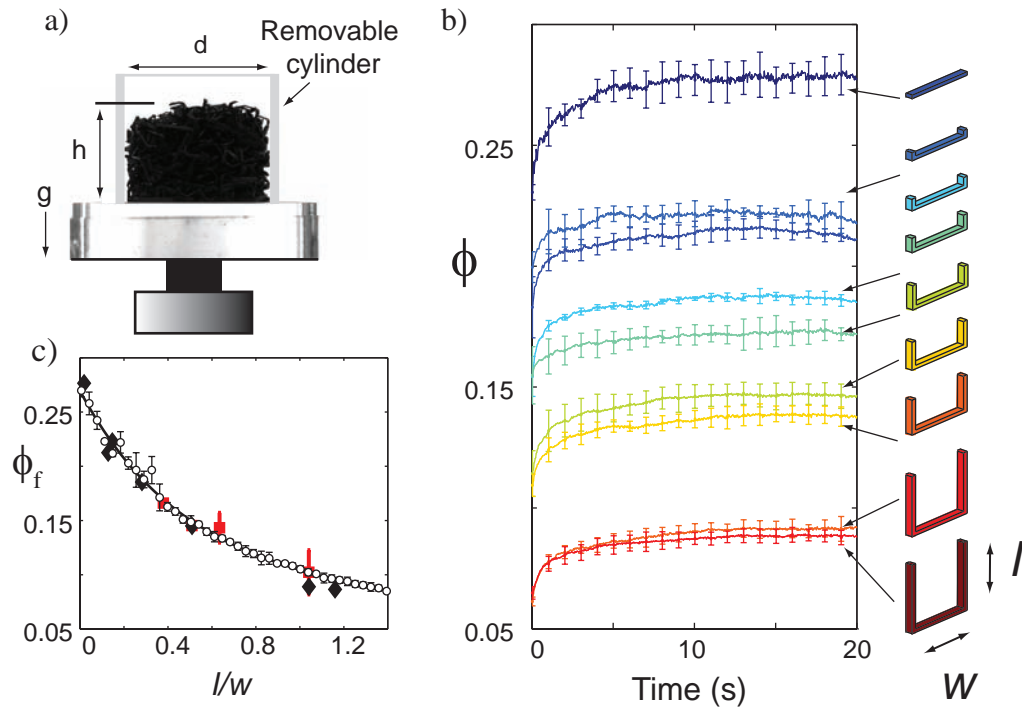 a)
d
Removable
cylinder
h
g
b)
0.25
0.15
0.05
ϕ
0
10
20
Time (s)
l
w
c)
0.25
0.15
0.05
ϕf
0
0.4
0.8
1.2
l/w